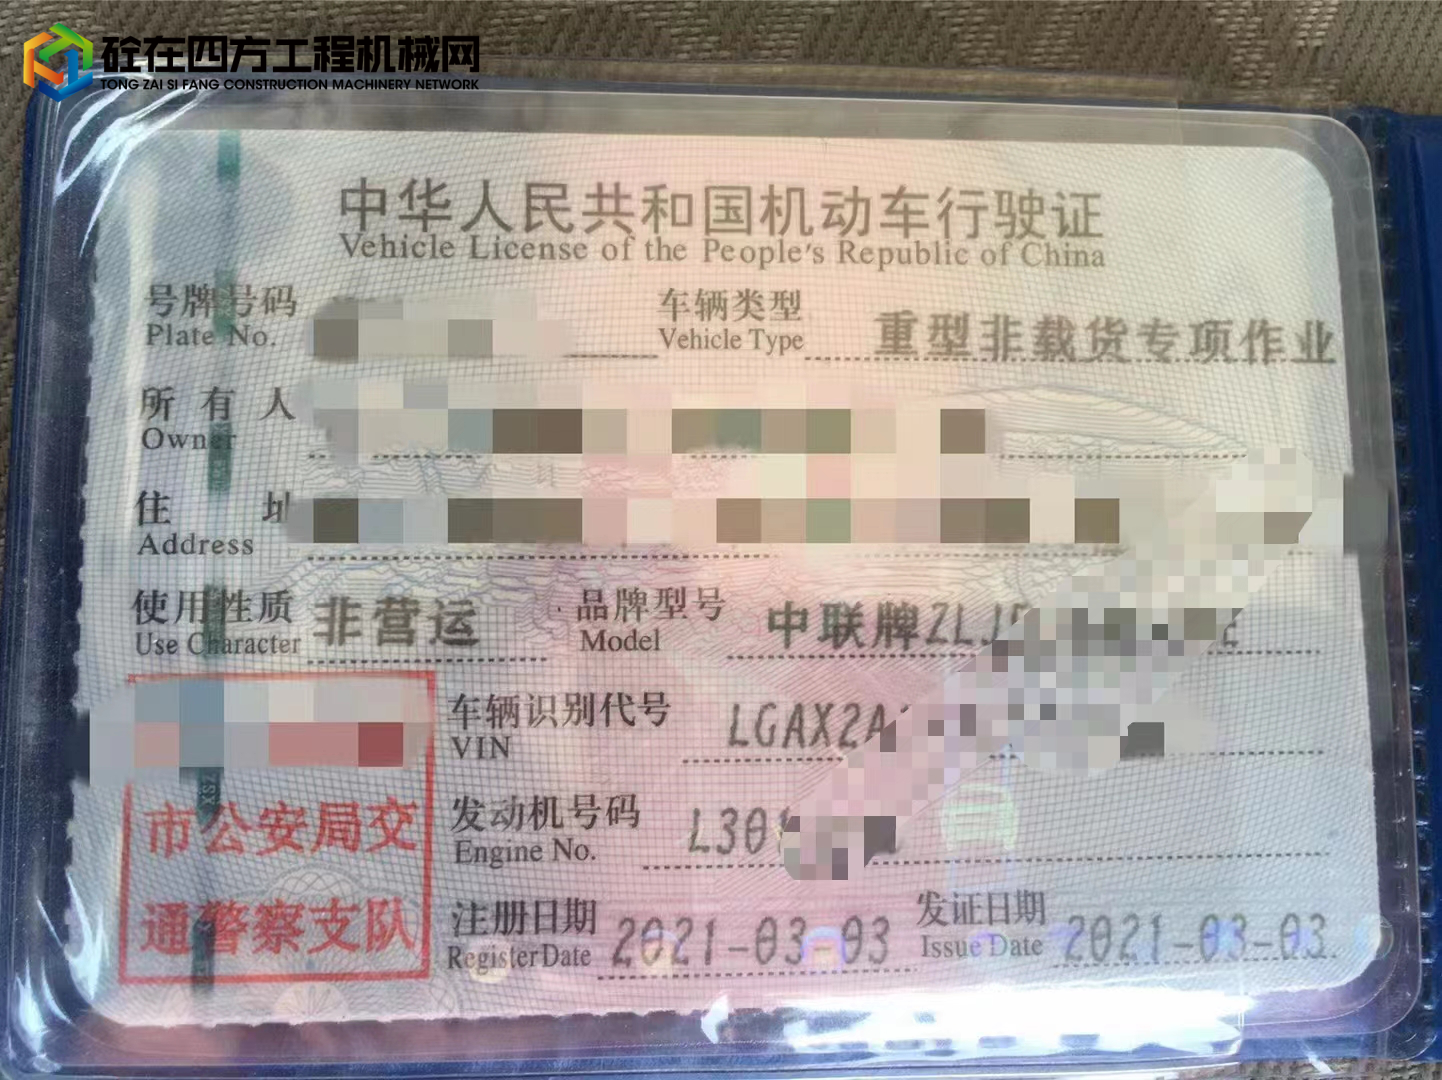 砼在四方工程机械网
TONG ZAI SI FANG CONSTRUCTION MACHINERY NETWORK
中华人民共和国机动车行驶证
Vehicle License of the People's Republic of China
号牌号码
Plate No.
车辆类型
Vehicle Type
重型非载货专项作业
所有人
Owner
住址
Address
使用性质
Use Character
非营运
品牌型号
Model
中联牌ZLJ
车辆识别代号
VIN
LGAX2A
发动机号码
Engine No.
L30
市公安局交
通警察支队
注册日期
Register Date
2021-03-03
发证日期
Issue Date
2021-03-03